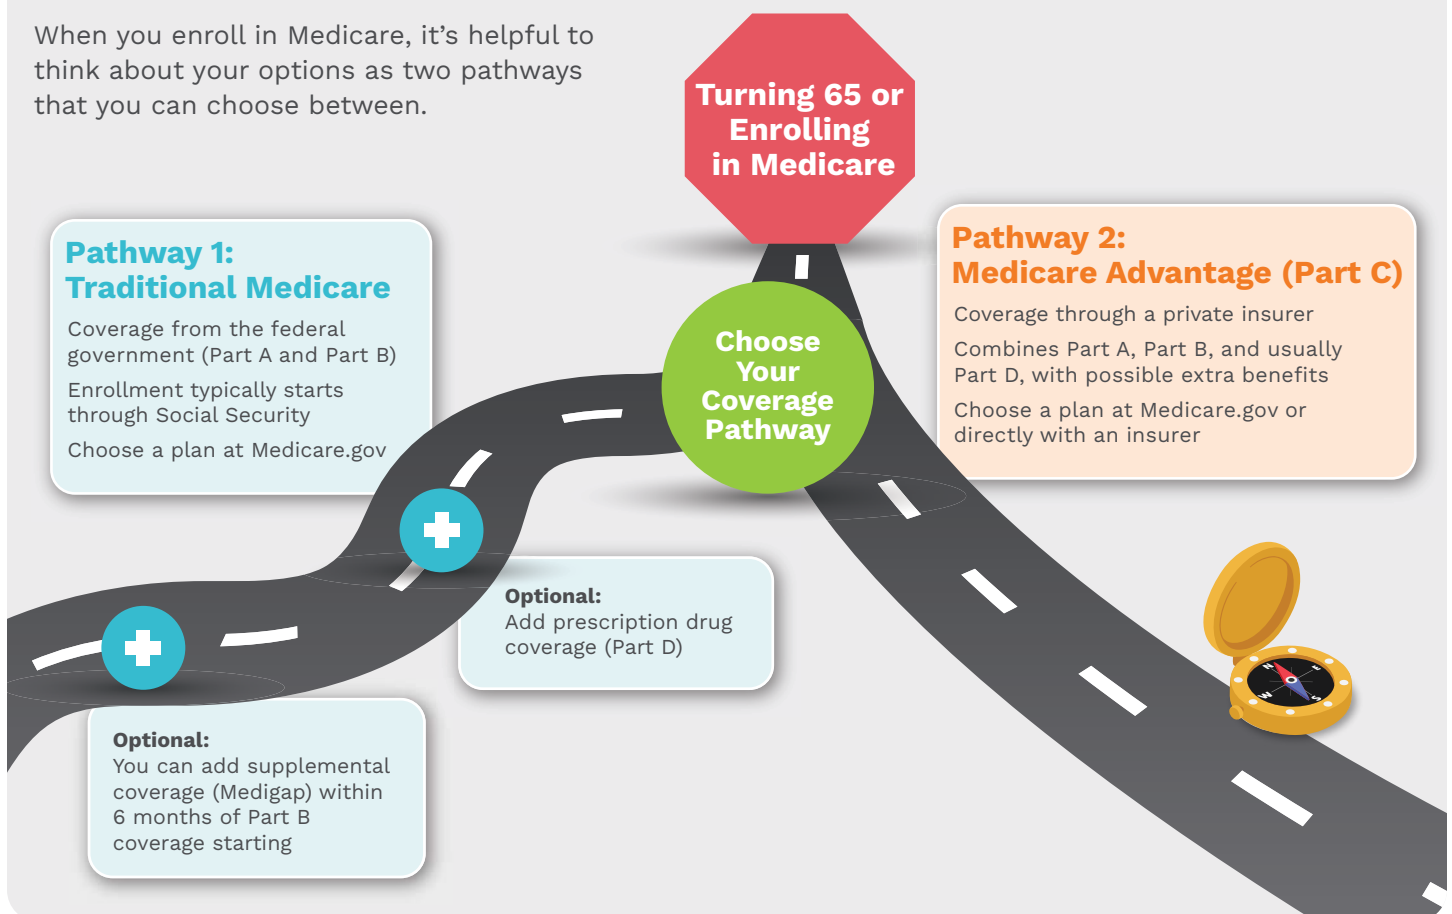 When you enroll in Medicare, it's helpful to
think about your options as two pathways
that you can choose between.
Turning 65 or
Enrolling
in Medicare
Choose
Your
Coverage
Pathway
Pathway 1:
Traditional Medicare
Coverage from the federal
government (Part A and Part B)
Enrollment typically starts
through Social Security
Choose a plan at Medicare.gov
Optional:
Add prescription drug
coverage (Part D)
Optional:
You can add supplemental
coverage (Medigap) within
6 months of Part B
coverage starting
Pathway 2:
Medicare Advantage (Part C)
Coverage through a private insurer
Combines Part A, Part B, and usually
Part D, with possible extra benefits
Choose a plan at Medicare.gov or
directly with an insurer
N
E
W
S